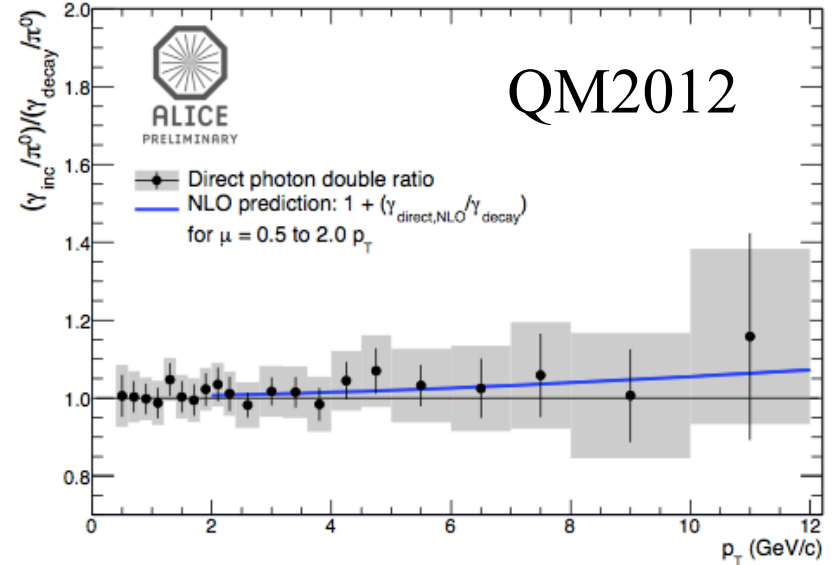 (γinc/π⁰)/(γdecay/π⁰)
2.0
1.8
1.6
1.4
1.2
1.0
0.8
ALICE
PRELIMINARY
QM2012
Direct photon double ratio
NLO prediction: 1 + (γdirect,NLO/γdecay)
for μ = 0.5 to 2.0 pT
0 2 4 6 8 10 12
pT (GeV/c)